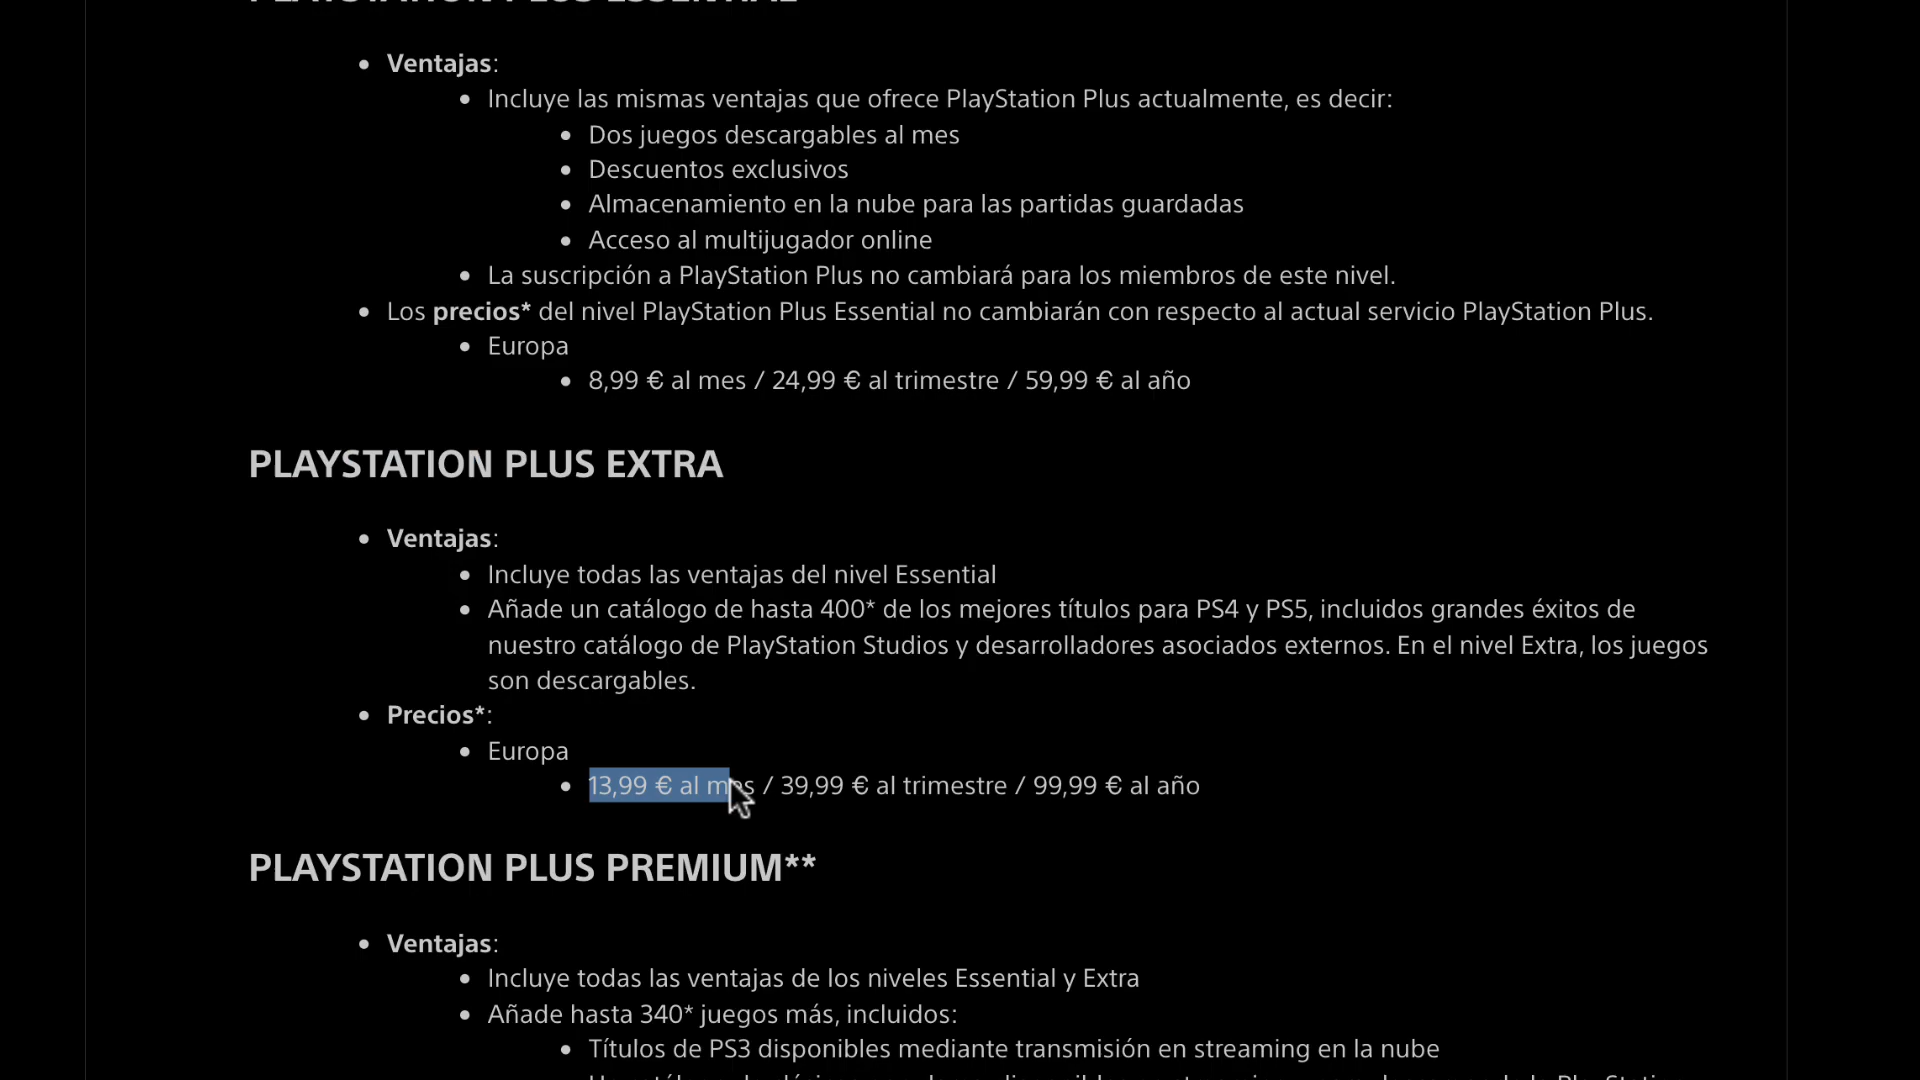 PLAYSTATION PLUS ESSENTIAL
Ventajas:
Incluye las mismas ventajas que ofrece PlayStation Plus actualmente, es decir:
Dos juegos descargables al mes
Descuentos exclusivos
Almacenamiento en la nube para las partidas guardadas
Acceso al multijugador online
La suscripción a PlayStation Plus no cambiará para los miembros de este nivel.
Los precios* del nivel PlayStation Plus Essential no cambiarán con respecto al actual servicio PlayStation Plus.
Europa
8,99 € al mes / 24,99 € al trimestre / 59,99 € al año
PLAYSTATION PLUS EXTRA
Ventajas:
Incluye todas las ventajas del nivel Essential
Añade un catálogo de hasta 400* de los mejores títulos para PS4 y PS5, incluidos grandes éxitos de
nuestro catálogo de PlayStation Studios y desarrolladores asociados externos. En el nivel Extra, los juegos
son descargables.
Precios*:
Europa
13,99 € al mes / 39,99 € al trimestre / 99,99 € al año
PLAYSTATION PLUS PREMIUM**
Ventajas:
Incluye todas las ventajas de los niveles Essential y Extra
Añade hasta 340* juegos más, incluidos:
Títulos de PS3 disponibles mediante transmisión en streaming en la nube